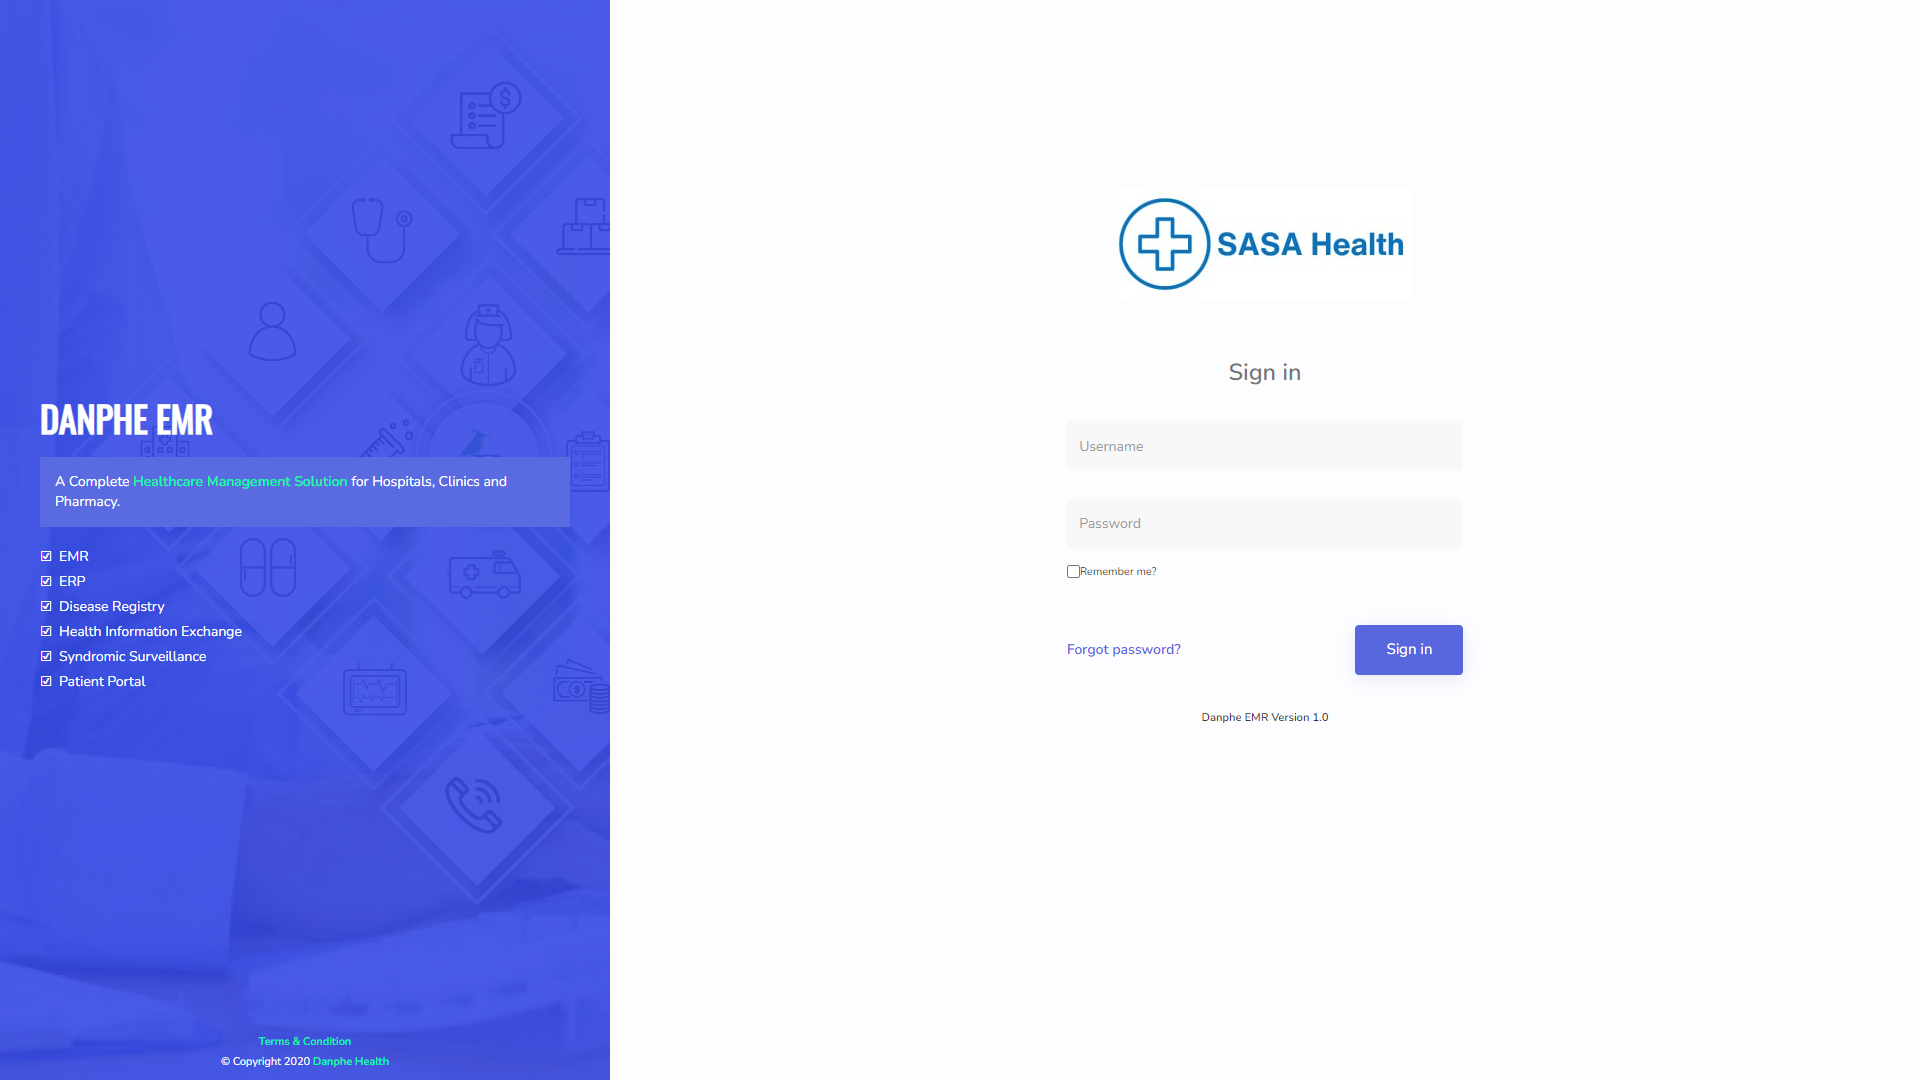 DANPHE EMR
A Complete Healthcare Management Solution for Hospitals, Clinics and
Pharmacy.
EMR
ERP
Disease Registry
Health Information Exchange
Syndromic Surveillance
Patient Portal
Terms & Condition
© Copyright 2020 Danphe Health
SASA Health
Sign in
Username
Password
Remember me?
Forgot password?
Sign in
Danphe EMR Version 1.0